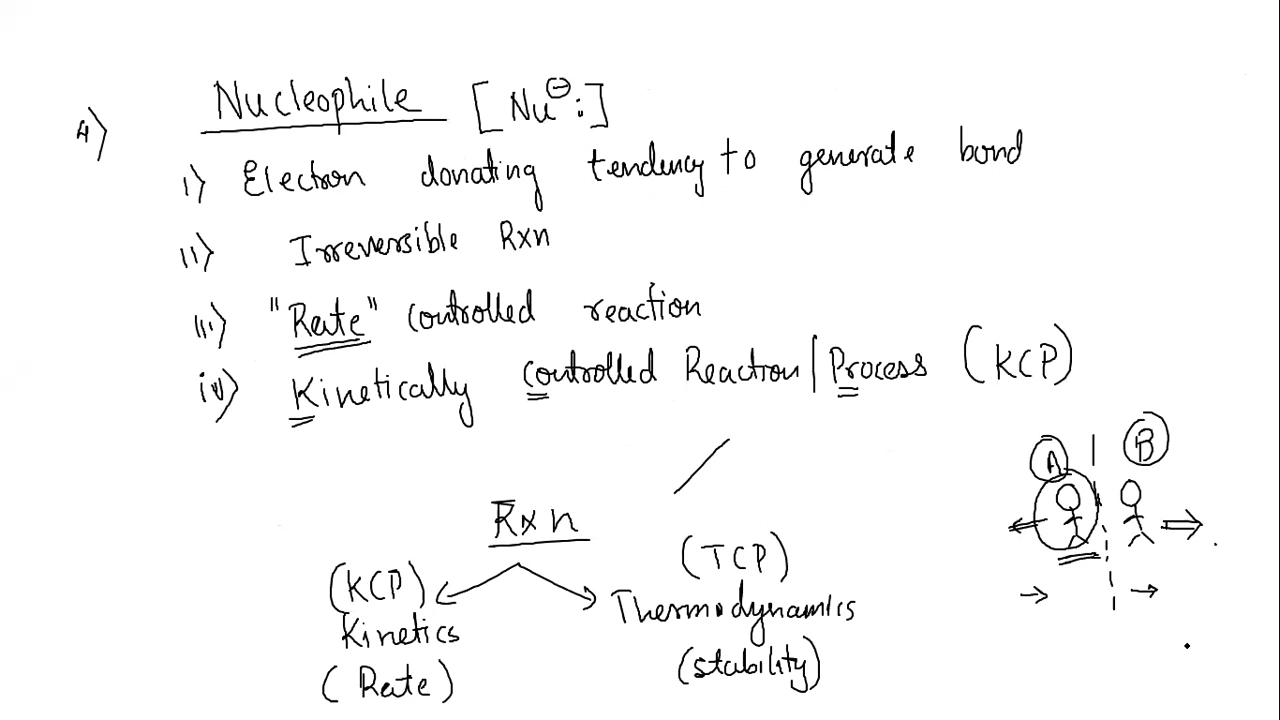 4) Nucleophile [Nu⊖:]
i) Electron donating tendency to generate bond
ii) Irreversible Rxn
iii) "Rate" controlled reaction
iv) Kinetically controlled Reaction/Process (KCP)
A | B
Rxn
(KCP) (TCP)
Kinetics Thermodynamics
(Rate) (stability)